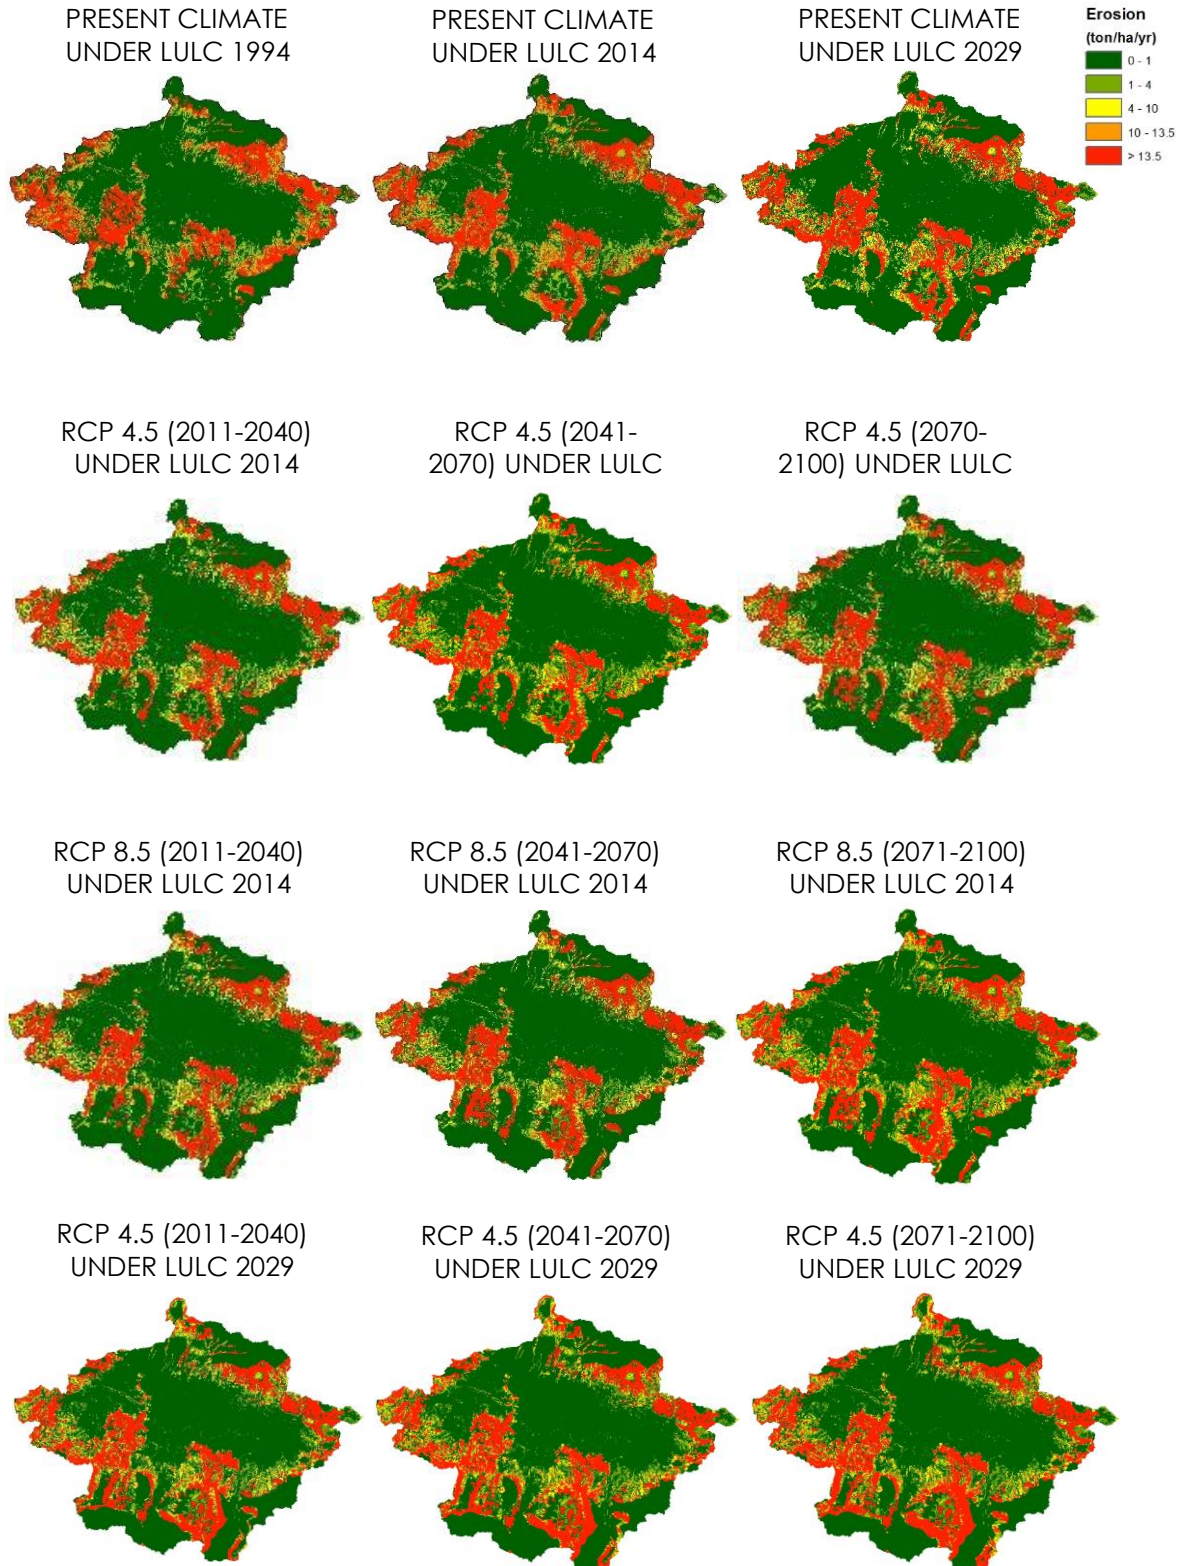 PRESENT CLIMATE
UNDER LULC 1994
PRESENT CLIMATE
UNDER LULC 2014
PRESENT CLIMATE
UNDER LULC 2029
Erosion
(ton/ha/yr)
0 - 1
1 - 4
4 - 10
10 - 13.5
> 13.5
RCP 4.5 (2011-2040)
UNDER LULC 2014
RCP 4.5 (2041-
2070) UNDER LULC
RCP 4.5 (2070-
2100) UNDER LULC
RCP 8.5 (2011-2040)
UNDER LULC 2014
RCP 8.5 (2041-2070)
UNDER LULC 2014
RCP 8.5 (2071-2100)
UNDER LULC 2014
RCP 4.5 (2011-2040)
UNDER LULC 2029
RCP 4.5 (2041-2070)
UNDER LULC 2029
RCP 4.5 (2071-2100)
UNDER LULC 2029